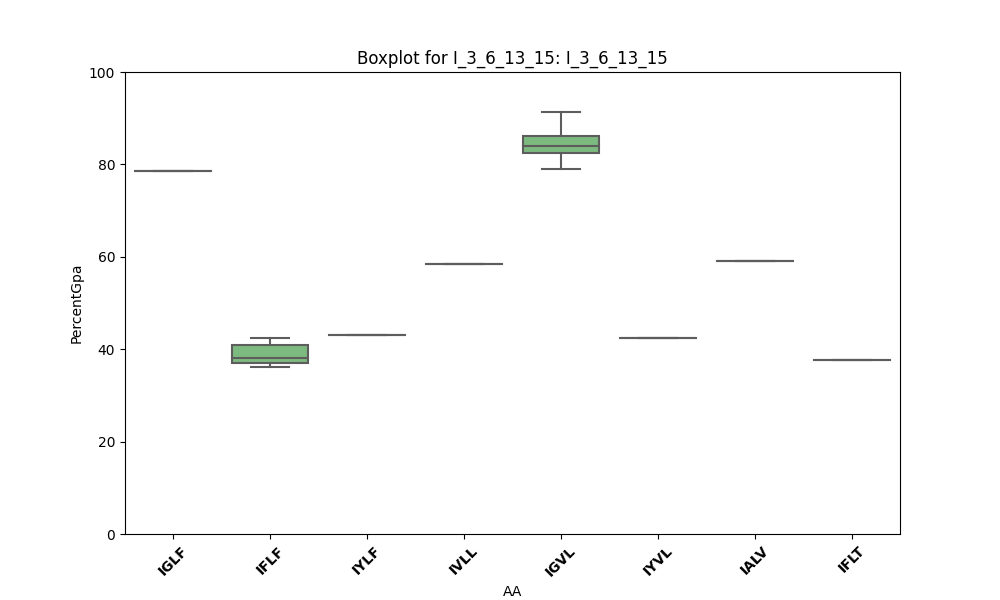 Boxplot for I_3_6_13_15: I_3_6_13_15
100
80
60
40
20
0
PercentGpa
IGLF
IFLF
IYLF
IVLL
IGVL
IYVL
IALV
IFLT
AA